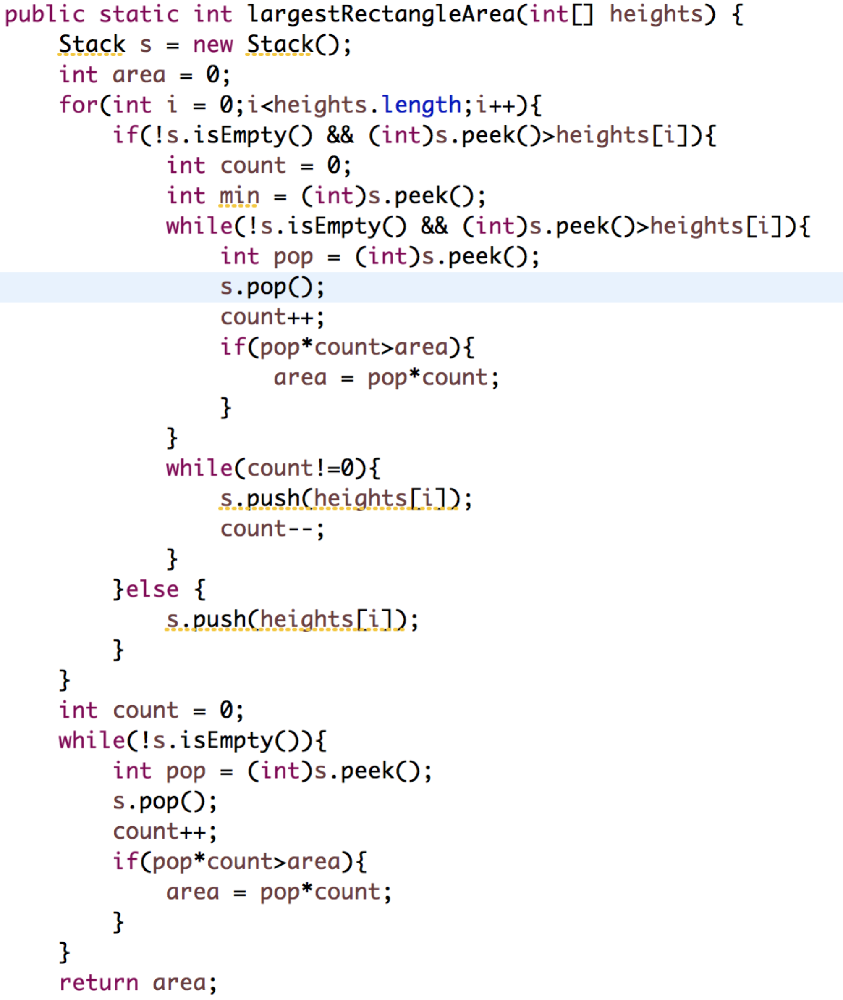 public static int largestRectangleArea(int[] heights) {
    Stack s = new Stack();
    int area = 0;
    for(int i = 0;i<heights.length;i++){
        if(!s.isEmpty() && (int)s.peek()>heights[i]){
            int count = 0;
            int min = (int)s.peek();
            while(!s.isEmpty() && (int)s.peek()>heights[i]){
                int pop = (int)s.peek();
                s.pop();
                count++;
                if(pop*count>area){
                    area = pop*count;
                }
            }
            while(count!=0){
                s.push(heights[i]);
                count--;
            }
        }else {
            s.push(heights[i]);
        }
    }
    int count = 0;
    while(!s.isEmpty()){
        int pop = (int)s.peek();
        s.pop();
        count++;
        if(pop*count>area){
            area = pop*count;
        }
    }
    return area;